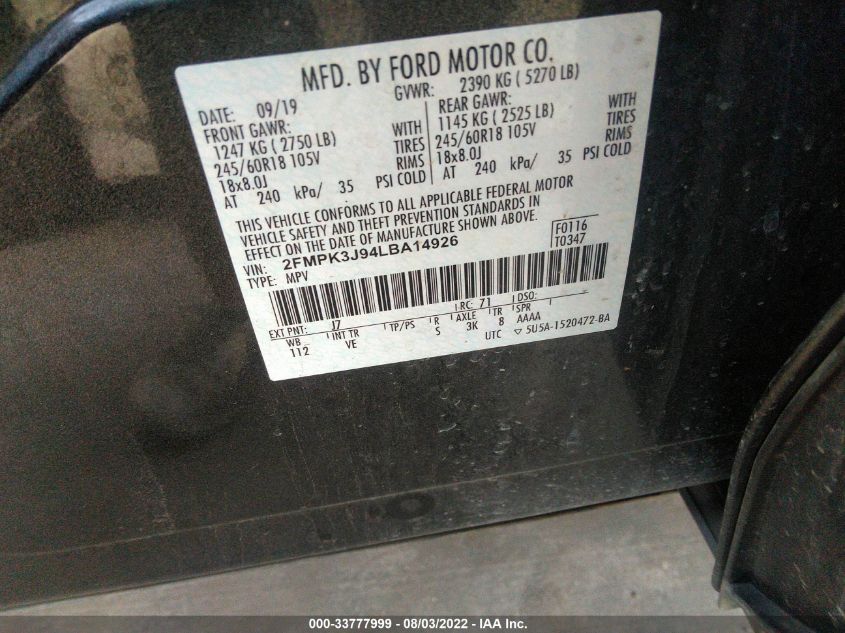 MFD. BY FORD MOTOR CO.
DATE: 09/19 GVWR: 2390 KG ( 5270 LB)
FRONT GAWR: REAR GAWR:
1247 KG ( 2750 LB) WITH 1145 KG ( 2525 LB) WITH
245/60R18 105V TIRES 245/60R18 105V TIRES
18x8.0J RIMS 18x8.0J RIMS
AT 240 kPa/ 35 PSI COLD AT 240 kPa/ 35 PSI COLD
THIS VEHICLE CONFORMS TO ALL APPLICABLE FEDERAL MOTOR
VEHICLE SAFETY AND THEFT PREVENTION STANDARDS IN
EFFECT ON THE DATE OF MANUFACTURE SHOWN ABOVE.
VIN: 2FMPK3J94LBA14926 F0116
TYPE: MPV T0347
EXT PNT: J7 RC: 71 DSO:
WB INT TR TP/PS R AXLE TR SPR
112 VE S 3K 8 AAAA
UTC ▽ 5U5A-1520472-BA
000-33777999 - 08/03/2022 - IAA Inc.